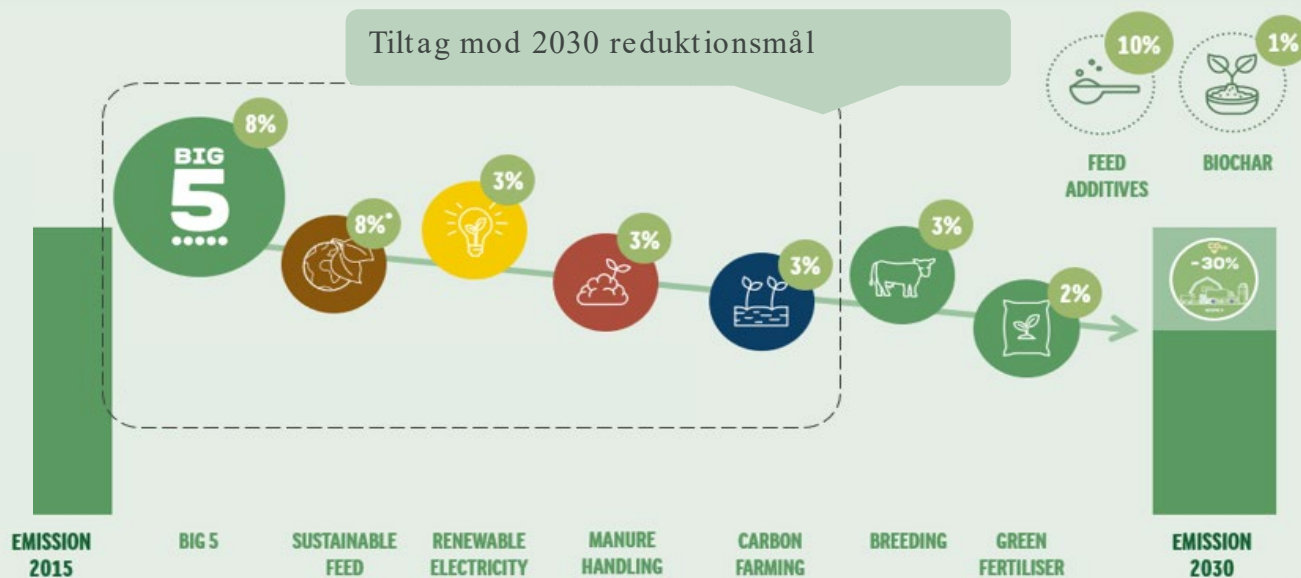 Tiltag mod 2030 reduktionsmål
10%
1%
FEED
ADDITIVES
BIOCHAR
BIG
5
8%
8%*
3%
3%
3%
3%
2%
-30%
EMISSION
2015
BIG 5
SUSTAINABLE
FEED
RENEWABLE
ELECTRICITY
MANURE
HANDLING
CARBON
FARMING
BREEDING
GREEN
FERTILISER
EMISSION
2030